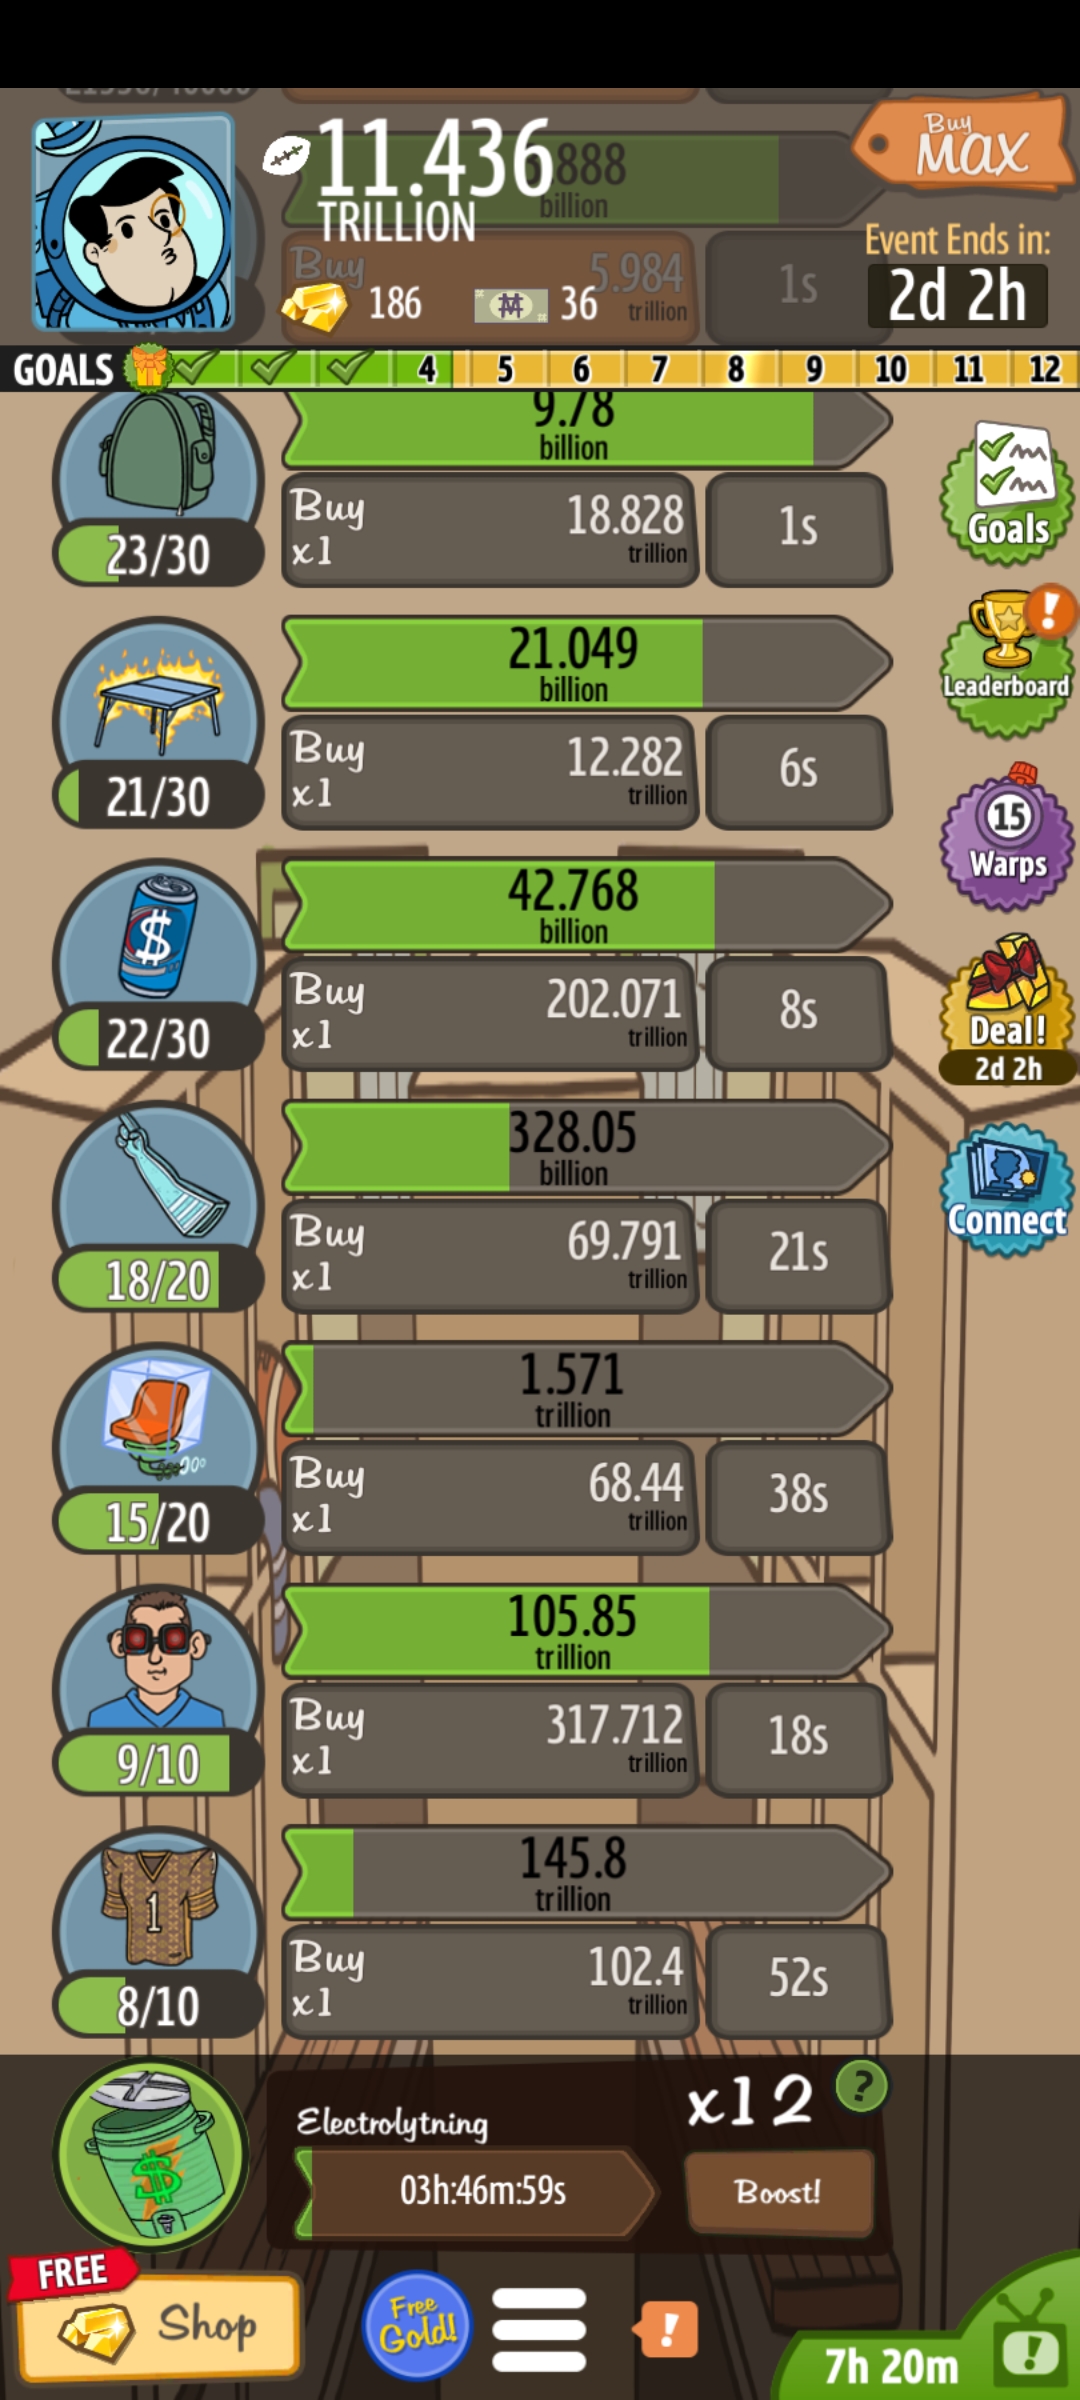 11.436
TRILLION
.888
billion
Buy
MAX
Event Ends in:
2d 2h
Buy
5.984
trillion
1s
186
36
GOALS 4 5 6 7 8 9 10 11 12
9.78
billion
Buy
x1
18.828
trillion
1s
23/30
Goals
21.049
billion
Buy
x1
12.282
trillion
6s
21/30
Leaderboard
15
Warps
42.768
billion
Buy
x1
202.071
trillion
8s
22/30
Deal!
2d 2h
328.05
billion
Buy
x1
69.791
trillion
21s
18/20
Connect
1.571
trillion
Buy
x1
68.44
trillion
38s
15/20
105.85
trillion
Buy
x1
317.712
trillion
18s
9/10
145.8
trillion
1
Buy
x1
102.4
trillion
52s
8/10
Electrolytning
x12
?
$
03h:46m:59s
Boost!
FREE
Shop
Free
Gold!
!
7h 20m
!